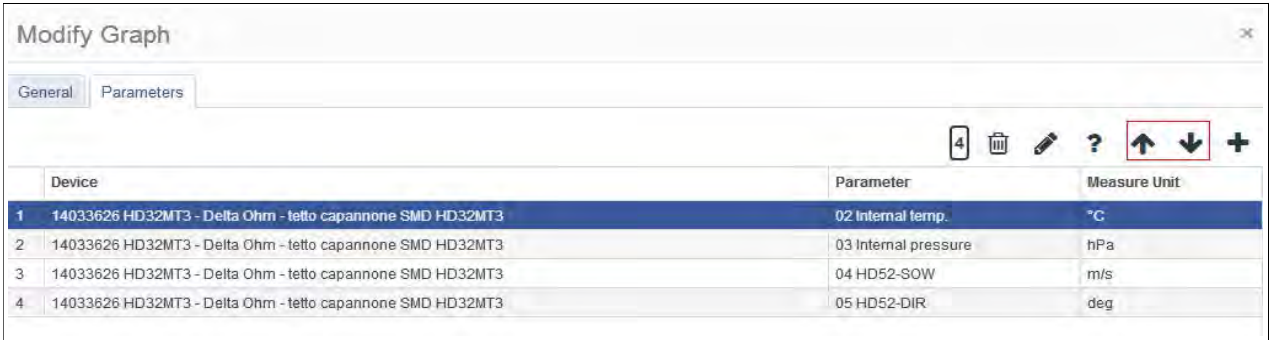 Modify Graph ×
General Parameters
4 ?
Device Parameter Measure Unit
1 14033626 HD32MT3 - Delta Ohm - tetto capannone SMD HD32MT3 02 Internal temp. °C
2 14033626 HD32MT3 - Delta Ohm - tetto capannone SMD HD32MT3 03 Internal pressure hPa
3 14033626 HD32MT3 - Delta Ohm - tetto capannone SMD HD32MT3 04 HD52-SOW m/s
4 14033626 HD32MT3 - Delta Ohm - tetto capannone SMD HD32MT3 05 HD52-DIR deg